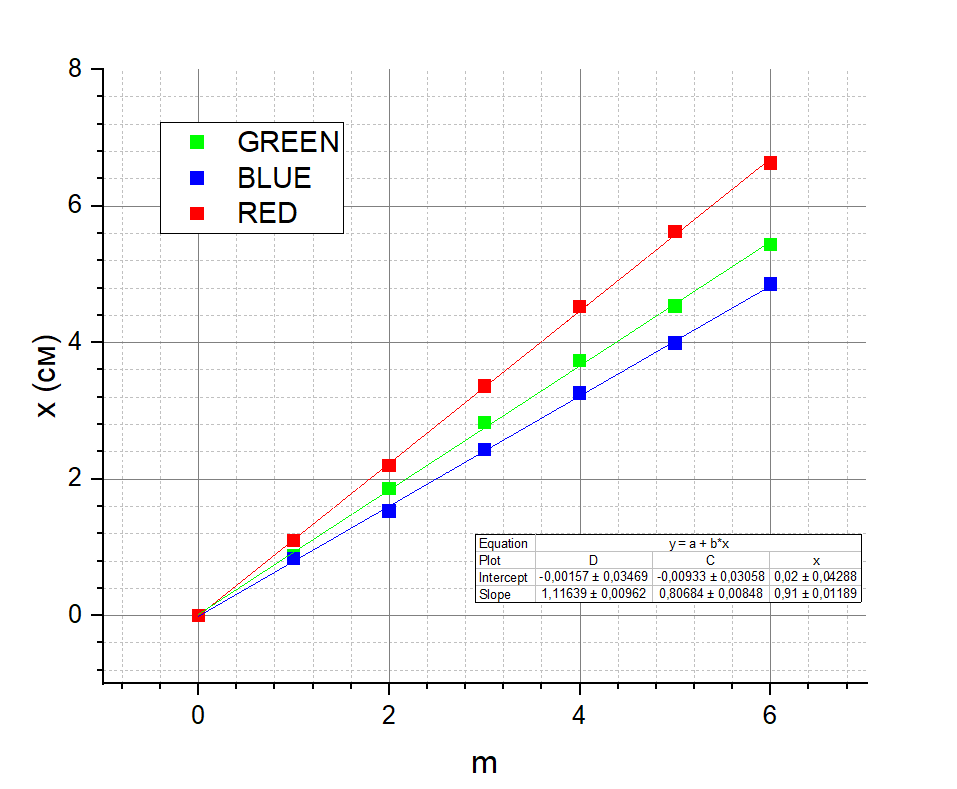 8
GREEN
BLUE
RED
6
4
x (см)
2
Equation y = a + b*x
Plot D C x
Intercept -0,00157 ± 0,03469 -0,00933 ± 0,03058 0,02 ± 0,04288
Slope 1,11639 ± 0,00962 0,80684 ± 0,00848 0,91 ± 0,01189
0
0 2 4 6
m